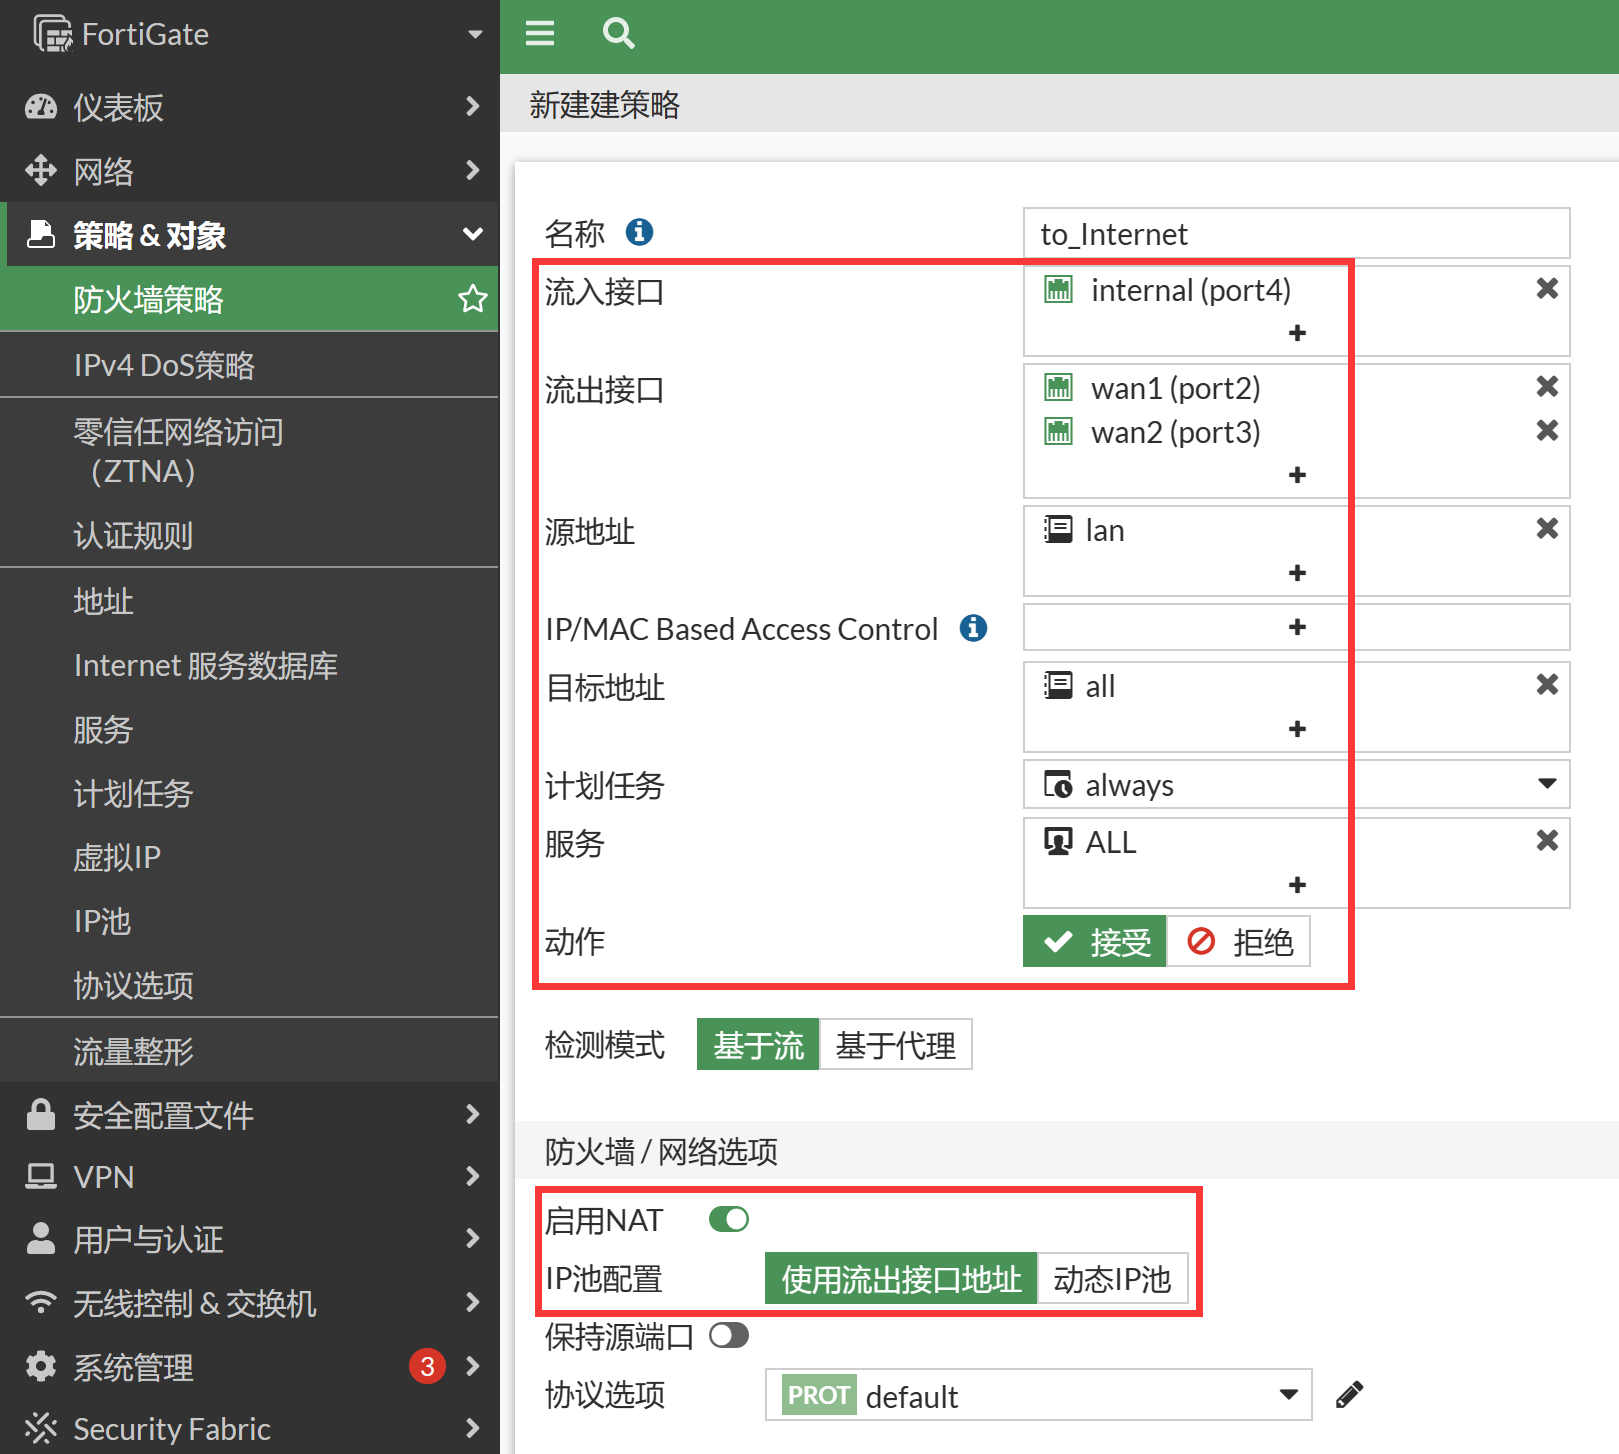 FortiGate
仪表板
网络
策略 & 对象
防火墙策略
IPv4 DoS策略
零信任网络访问
（ZTNA）
认证规则
地址
Internet 服务数据库
服务
计划任务
虚拟IP
IP池
协议选项
流量整形
安全配置文件
VPN
用户与认证
无线控制 & 交换机
系统管理 3
Security Fabric
新建建策略
名称 to_Internet
流入接口 internal (port4)
流出接口 wan1 (port2)
wan2 (port3)
源地址 lan
IP/MAC Based Access Control
目标地址 all
计划任务 always
服务 ALL
动作 接受 拒绝
检测模式 基于流 基于代理
防火墙 / 网络选项
启用NAT
IP池配置 使用流出接口地址 动态IP池
保持源端口
协议选项 PROT default